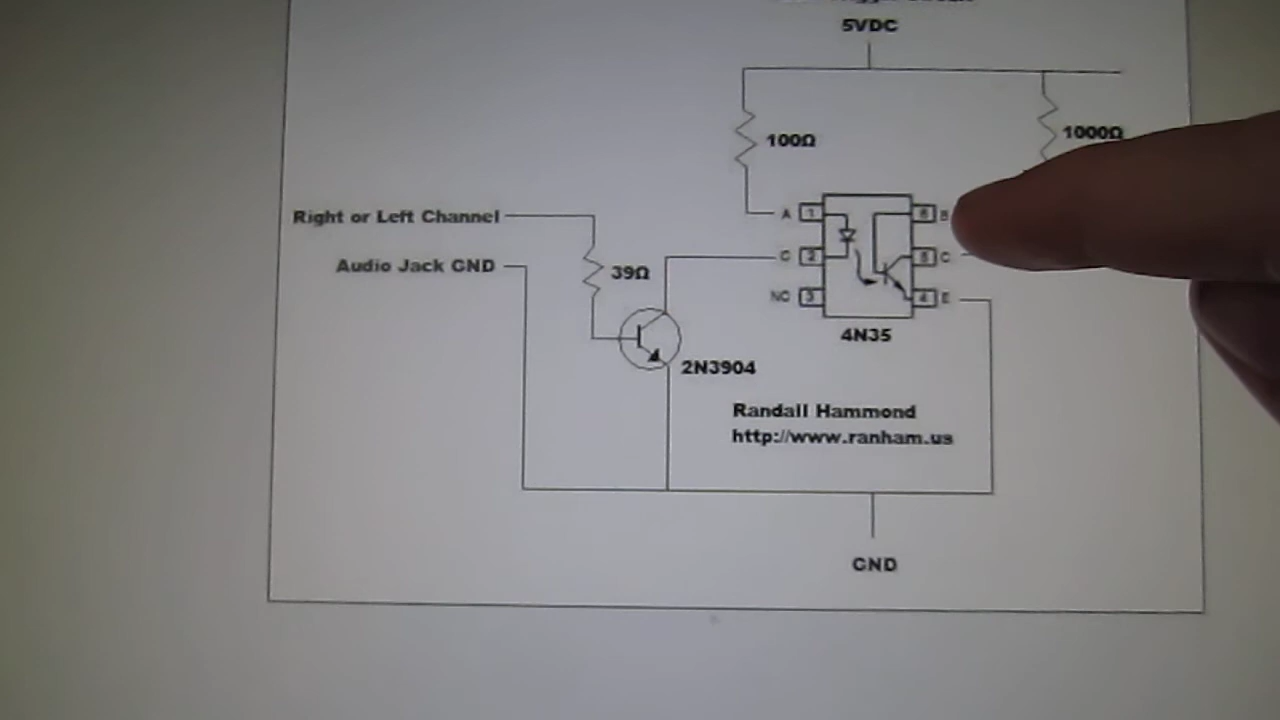 5VDC
100Ω
1000Ω
Right or Left Channel
Audio Jack GND
39Ω
A 1
C 2
NC 3
6 B
5 C
4 E
4N35
2N3904
Randall Hammond
http://www.ranham.us
GND